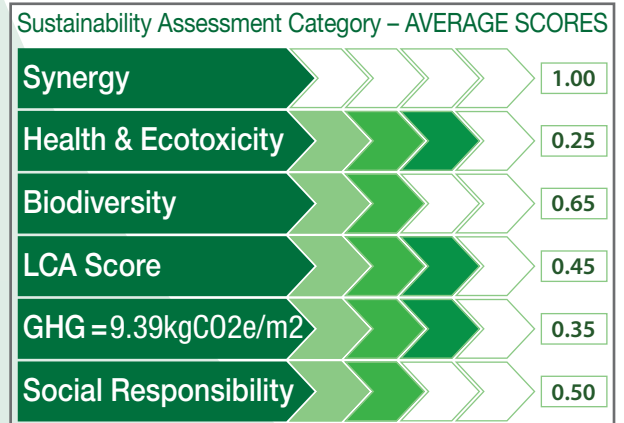 Sustainability Assessment Category – AVERAGE SCORES
Synergy 1.00
Health & Ecotoxicity 0.25
Biodiversity 0.65
LCA Score 0.45
GHG = 9.39kgCO2e/m2 0.35
Social Responsibility 0.50